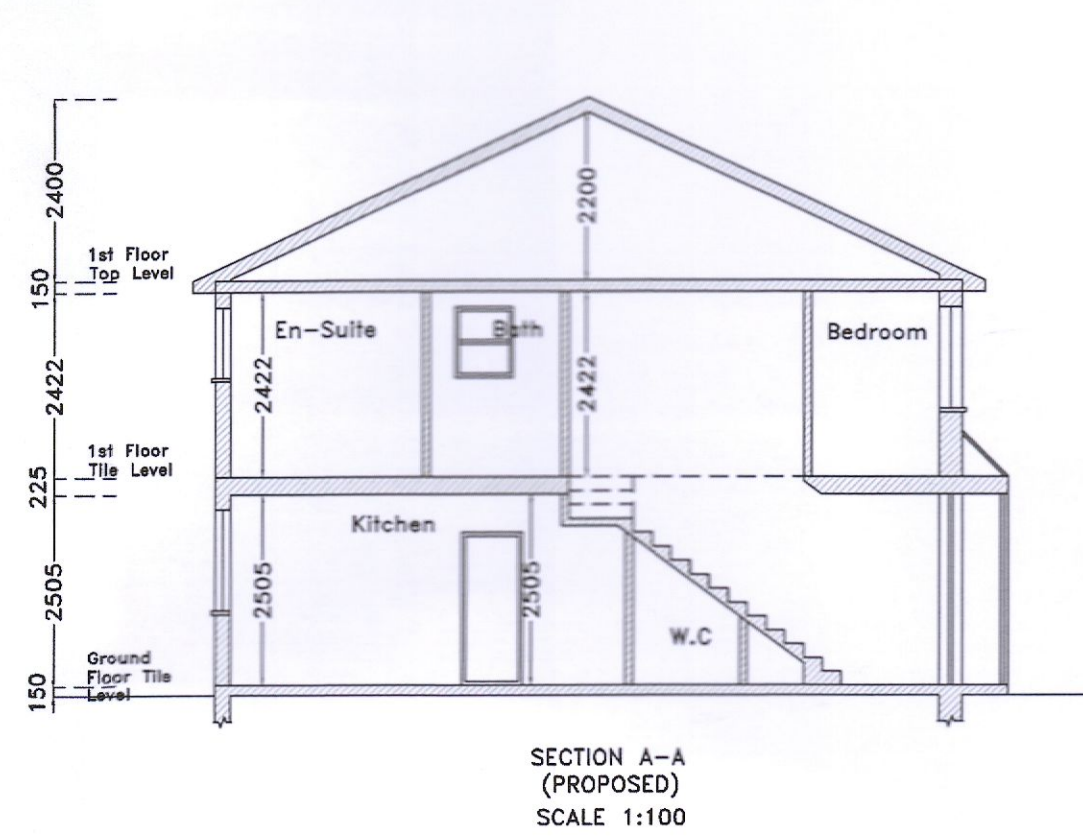 2400
2200
1st Floor
Top Level
150
En-Suite
Bath
Bedroom
2422
2422
2422
1st Floor
Tile Level
225
Kitchen
2505
2505
2505
W.C
Ground
Floor Tile
Level
150
SECTION A-A
(PROPOSED)
SCALE 1:100